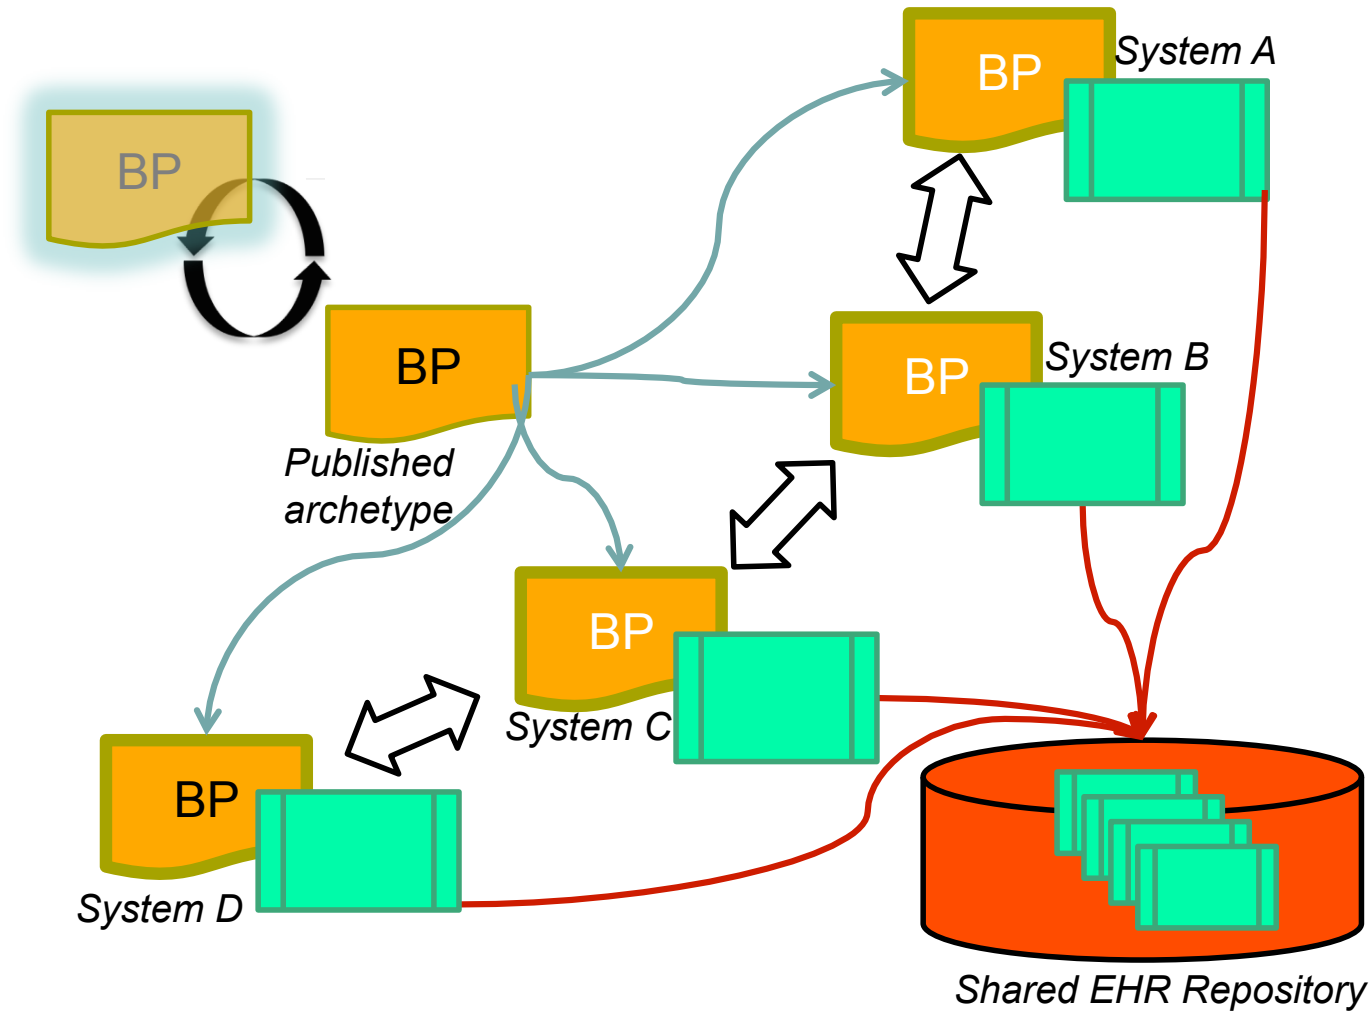 BP
System A
BP
BP
System B
BP
Published
archetype
BP
System C
BP
System D
Shared EHR Repository